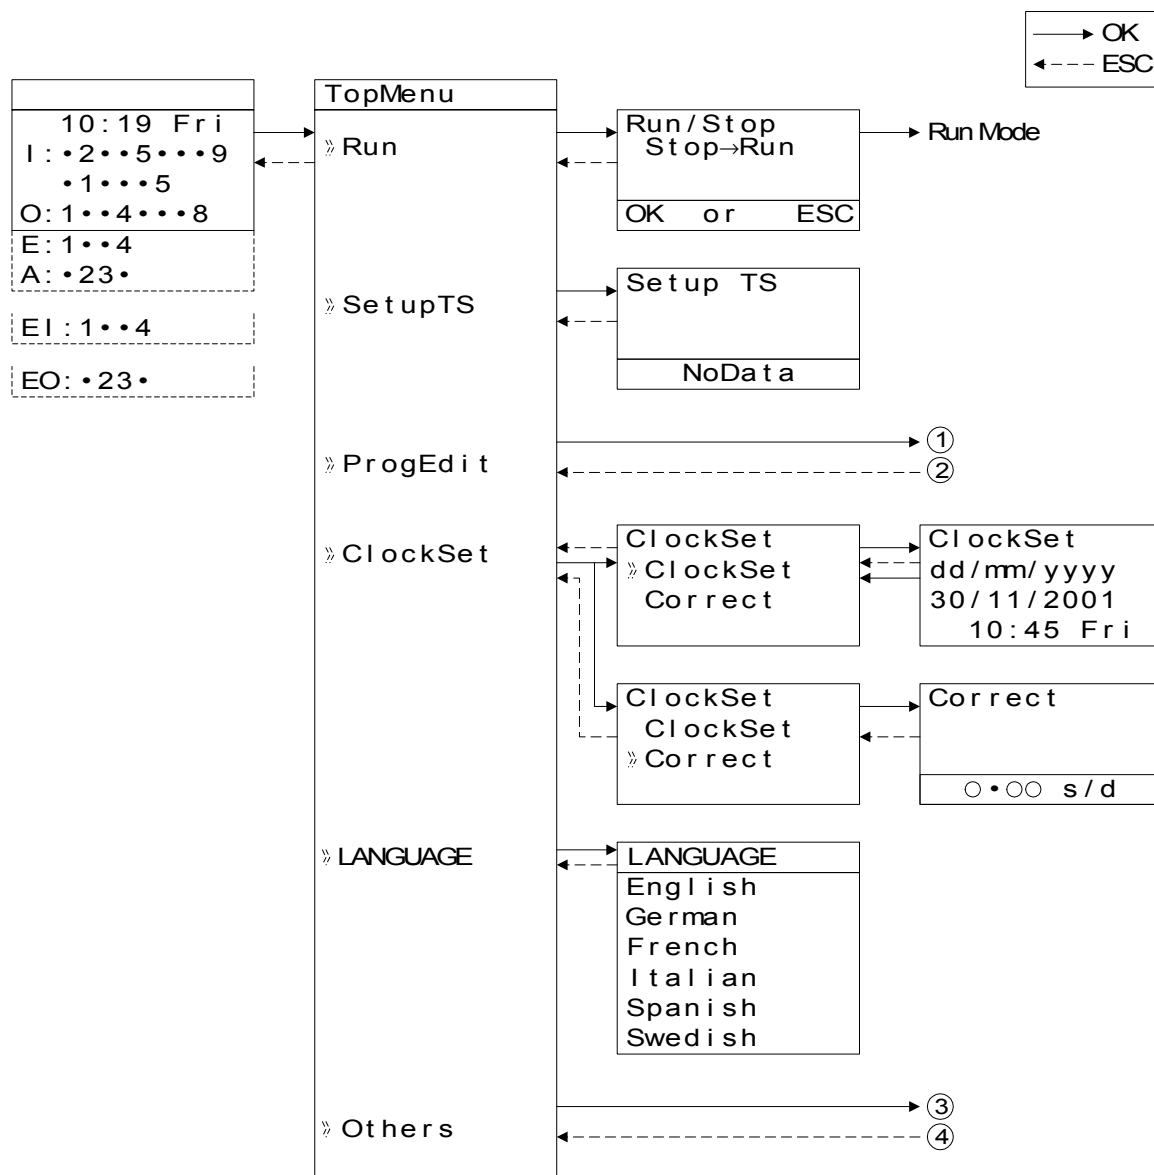 OK
ESC
10:19 Fri
I:•2••5•••9
•1•••5
O:1••4•••8
E:1••4
A:•23•
EI:1••4
EO:•23•
TopMenu
Run
SetupTS
ProgEdit
ClockSet
LANGUAGE
Others
Run/Stop
Stop→Run
OK or ESC
Run Mode
Setup TS
NoData
①
②
ClockSet
ClockSet
Correct
ClockSet
dd/mm/yyyy
30/11/2001
10:45 Fri
ClockSet
ClockSet
Correct
Correct
○•○○ s/d
LANGUAGE
English
German
French
Italian
Spanish
Swedish
③
④